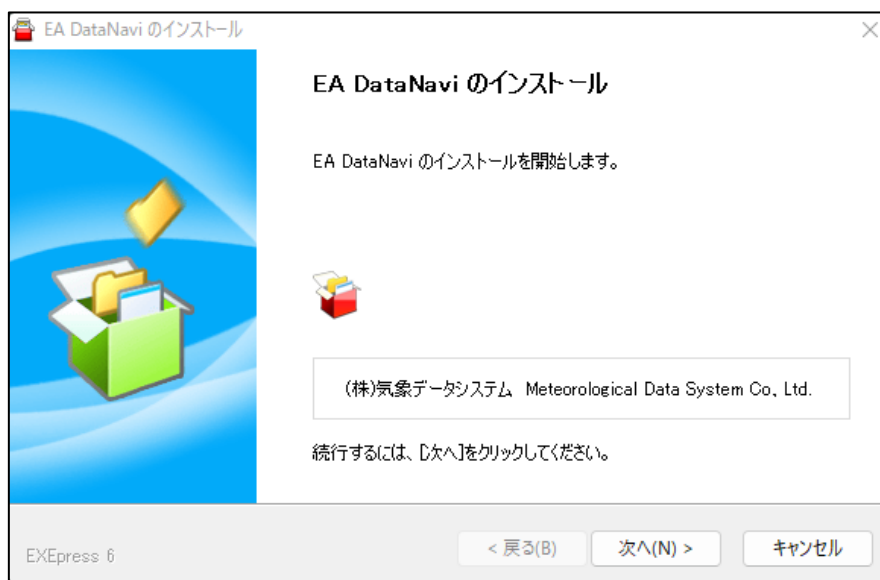 EA DataNavi のインストール
EA DataNavi のインストール
EA DataNavi のインストールを開始します。
(株)気象データシステム Meteorological Data System Co., Ltd.
続行するには、[次へ]をクリックしてください。
EXEpress 6
< 戻る(B)
次へ(N) >
キャンセル